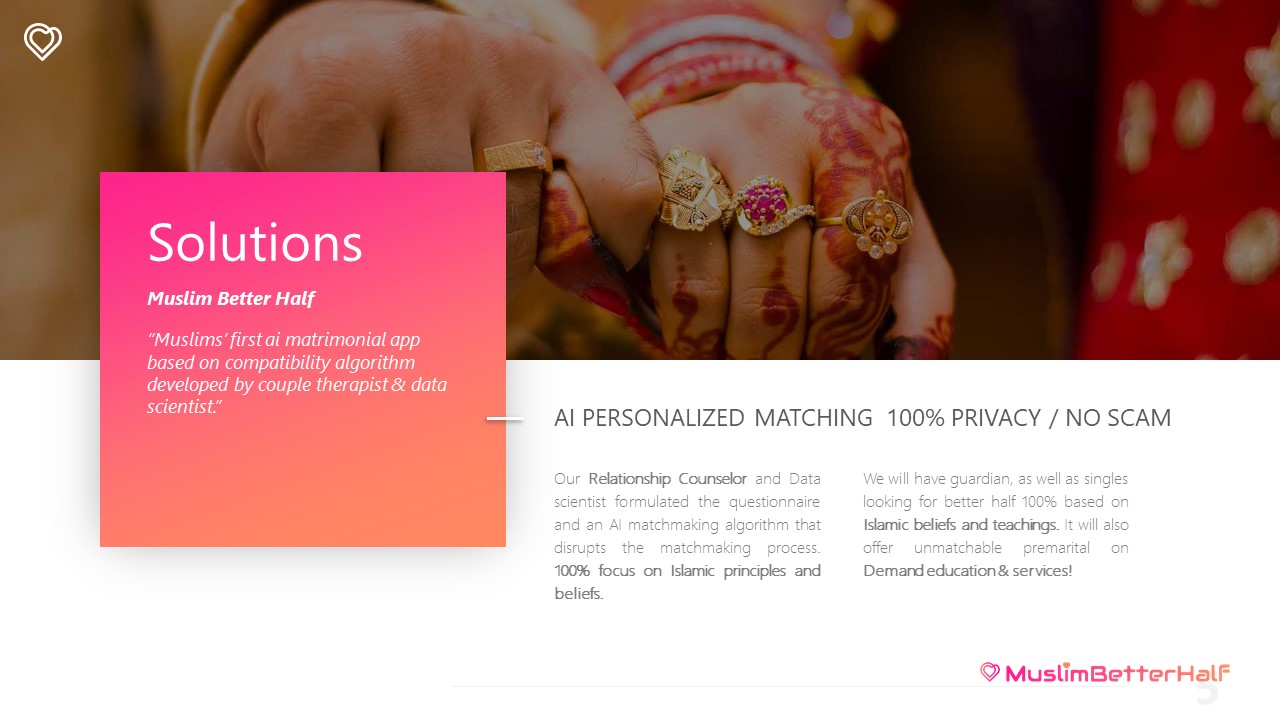 Solutions
Muslim Better Half
“Muslims’ first ai matrimonial app
based on compatibility algorithm
developed by couple therapist & data
scientist.“
AI PERSONALIZED MATCHING
Our Relationship Counselor and Data
scientist formulated the questionnaire
and an AI matchmaking algorithm that
disrupts the matchmaking process.
100% focus on Islamic principles and
beliefs.
100% PRIVACY / NO SCAM
We will have guardian, as well as singles
looking for better half 100% based on
Islamic beliefs and teachings. It will also
offer unmatchable premarital on
Demand education & services!
MuslimBetterHalf
5